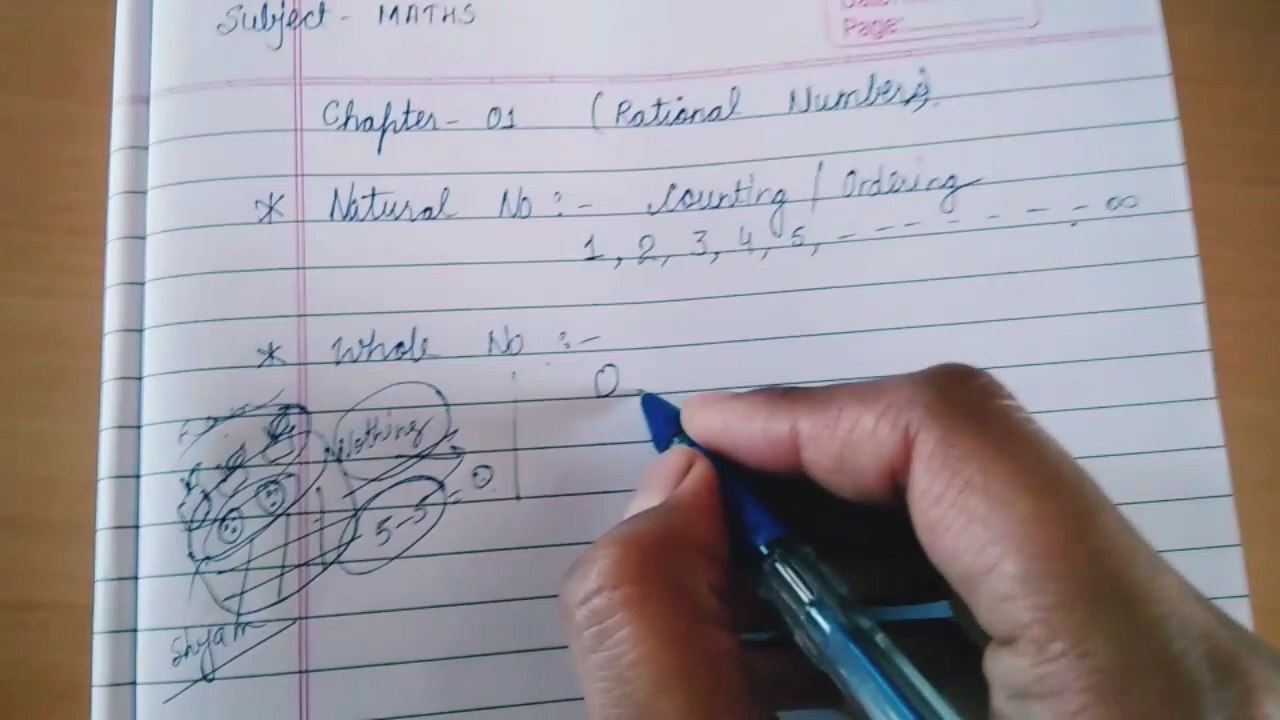 Subject - MATHS
Page:
Chapter - 01 (Rational Numbers)
* Natural No :- Counting / Ordering
1, 2, 3, 4, 5, - - - - - - - , ∞
* Whole No :-
0
Nothing
5-5 = 0
Shyam